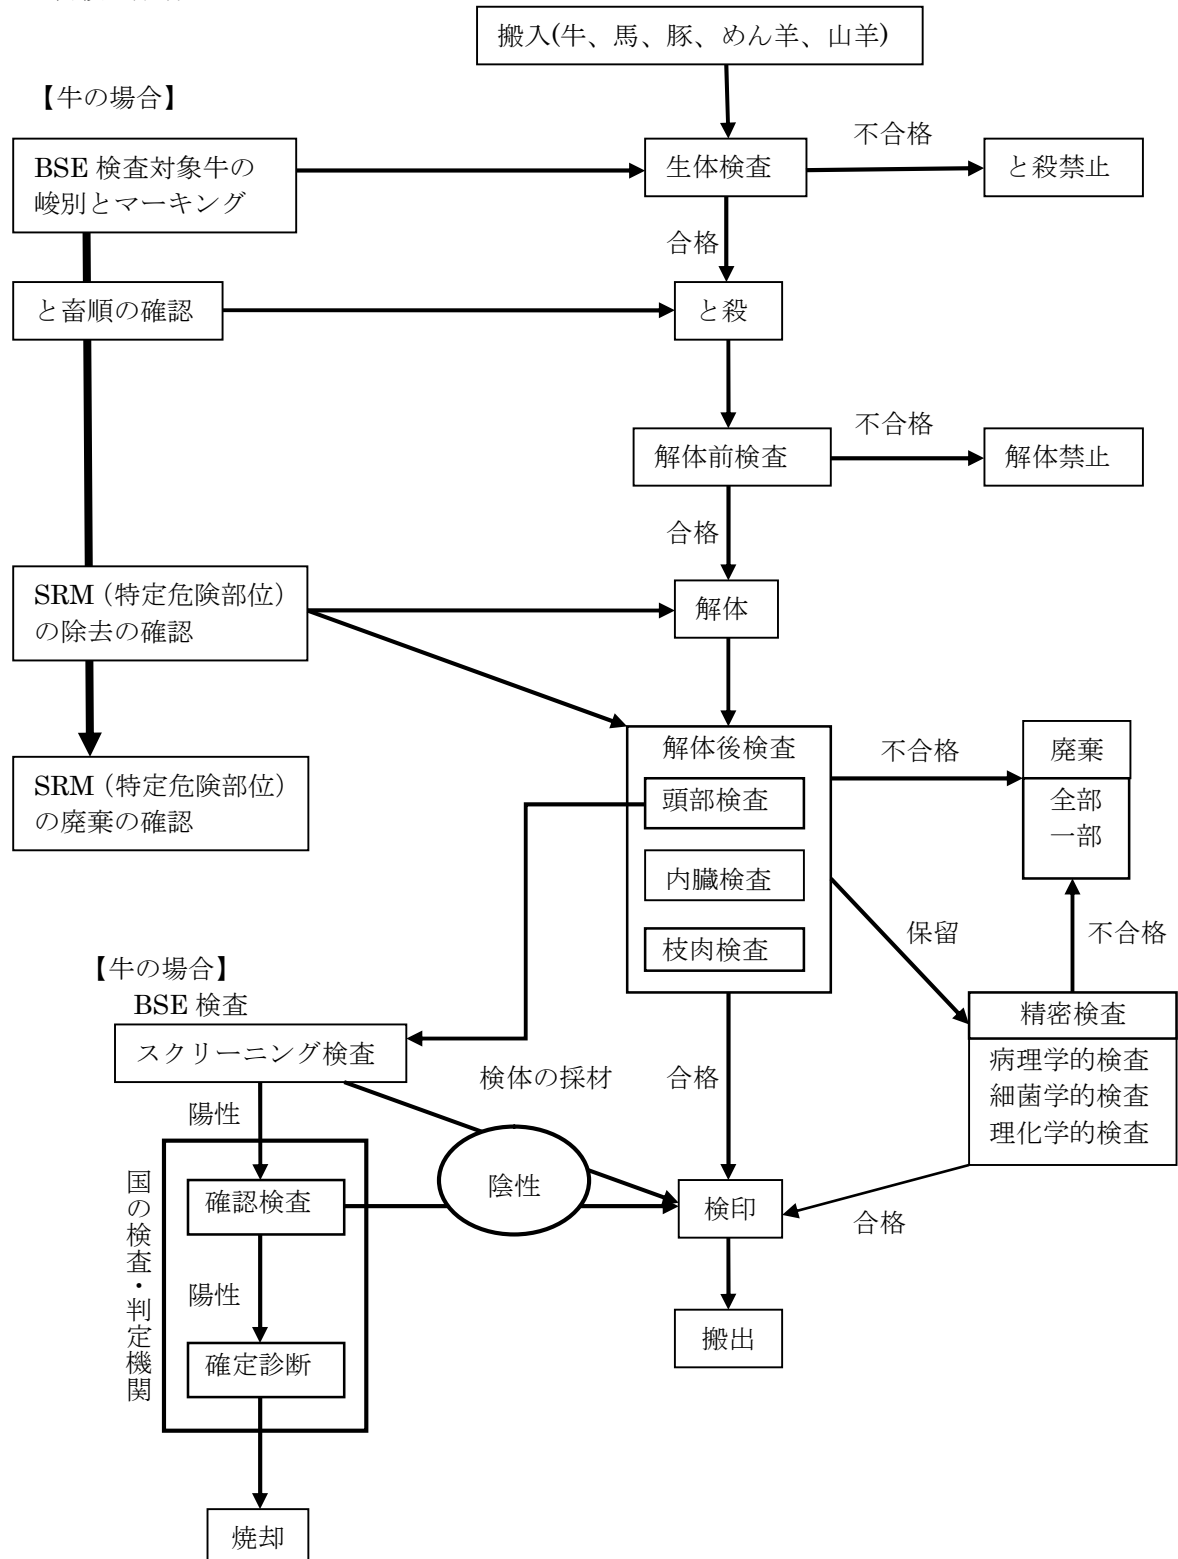 搬入(牛、馬、豚、めん羊、山羊)
【牛の場合】
BSE 検査対象牛の
峻別とマーキング
生体検査
不合格
と殺禁止
合格
と畜順の確認
と殺
解体前検査
不合格
解体禁止
合格
SRM（特定危険部位）
の除去の確認
解体
解体後検査
頭部検査
内臓検査
枝肉検査
不合格
廃棄
全部
一部
SRM（特定危険部位）
の廃棄の確認
保留
不合格
精密検査
病理学的検査
細菌学的検査
理化学的検査
【牛の場合】
BSE 検査
スクリーニング検査
検体の採材
合格
陽性
国の検査・判定機関
確認検査
陰性
検印
合格
陽性
確定診断
搬出
焼却